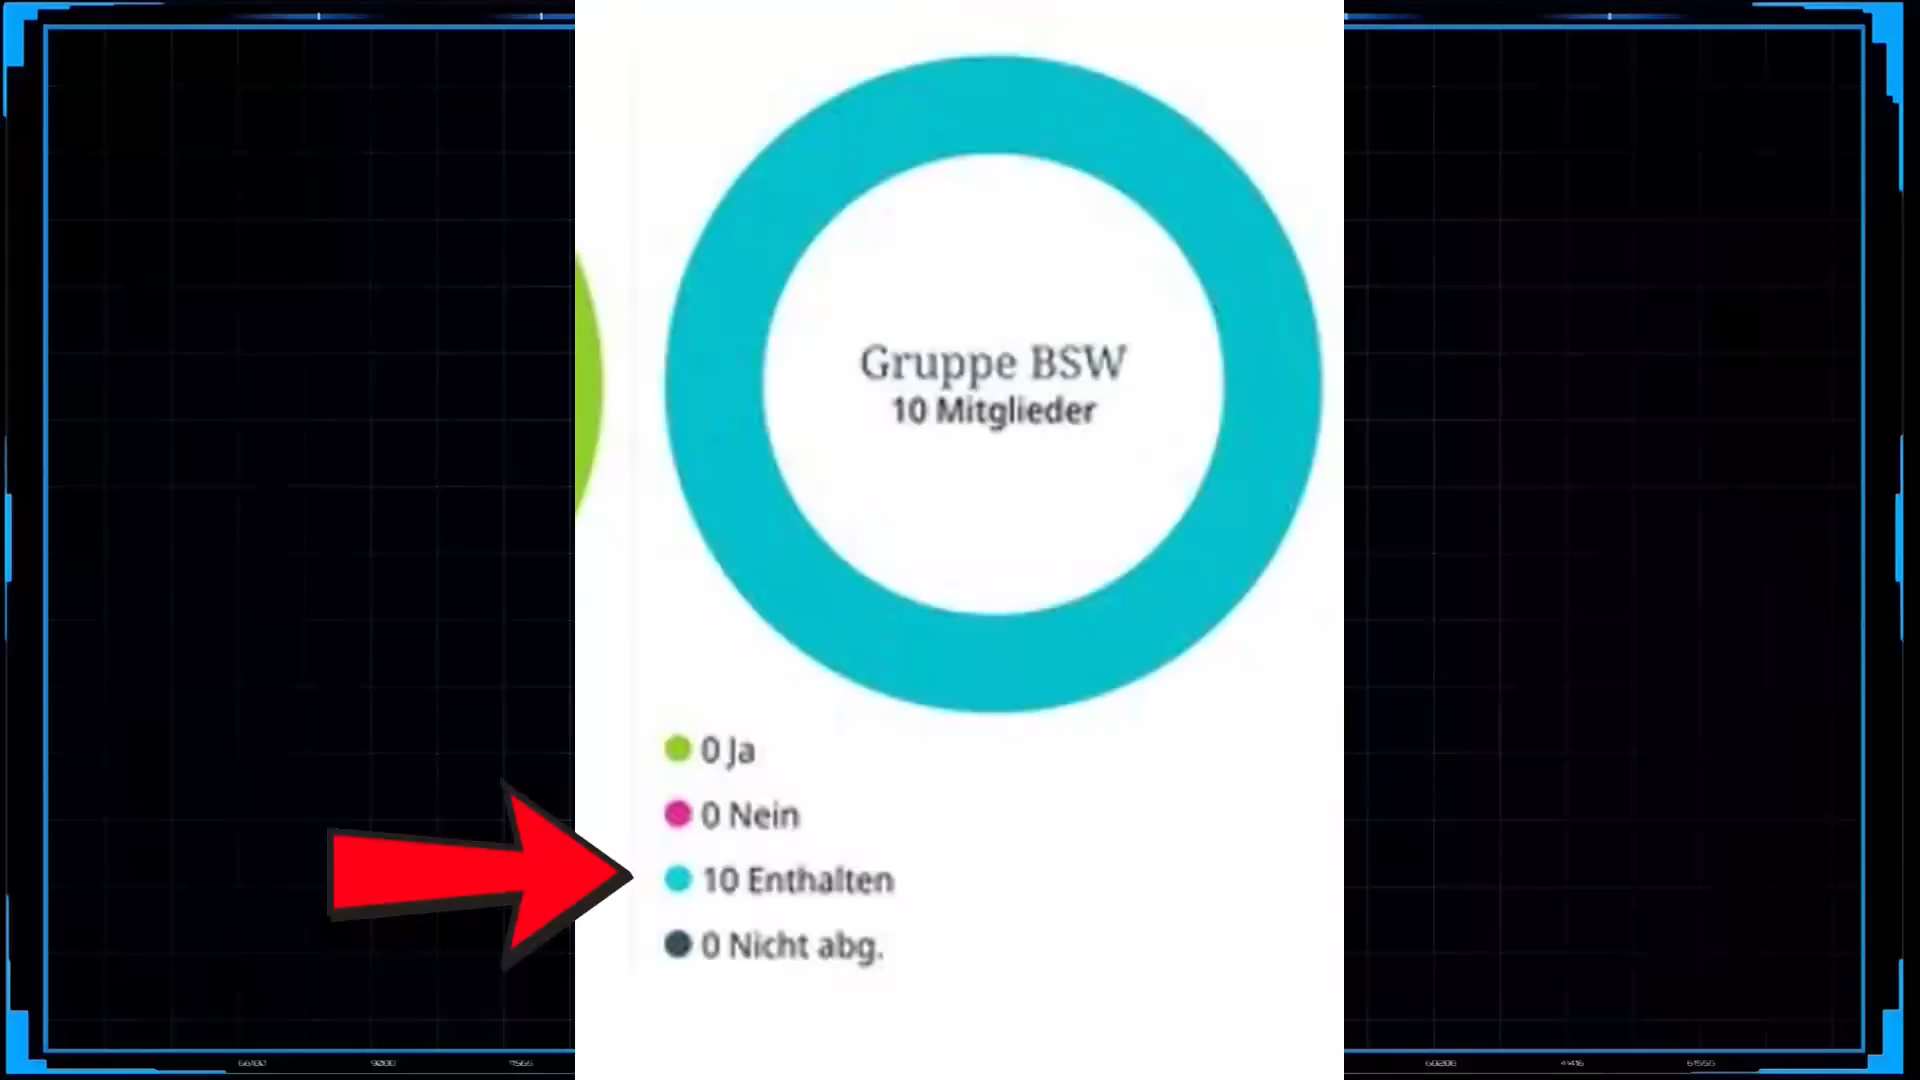 Gruppe BSW
10 Mitglieder
0 Ja
0 Nein
10 Enthalten
0 Nicht abg.